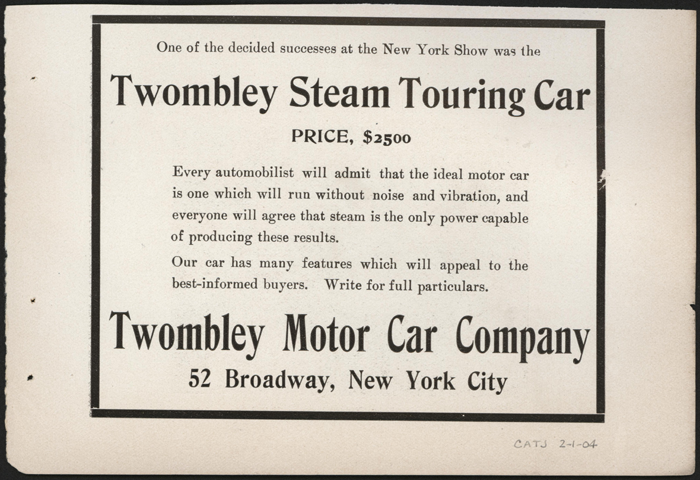 One of the decided successes at the New York Show was the
Twombley Steam Touring Car
PRICE, $2500
Every automobilist will admit that the ideal motor car
is one which will run without noise and vibration, and
everyone will agree that steam is the only power capable
of producing these results.
Our car has many features which will appeal to the
best-informed buyers. Write for full particulars.
Twombley Motor Car Company
52 Broadway, New York City
CATJ 2-1-04